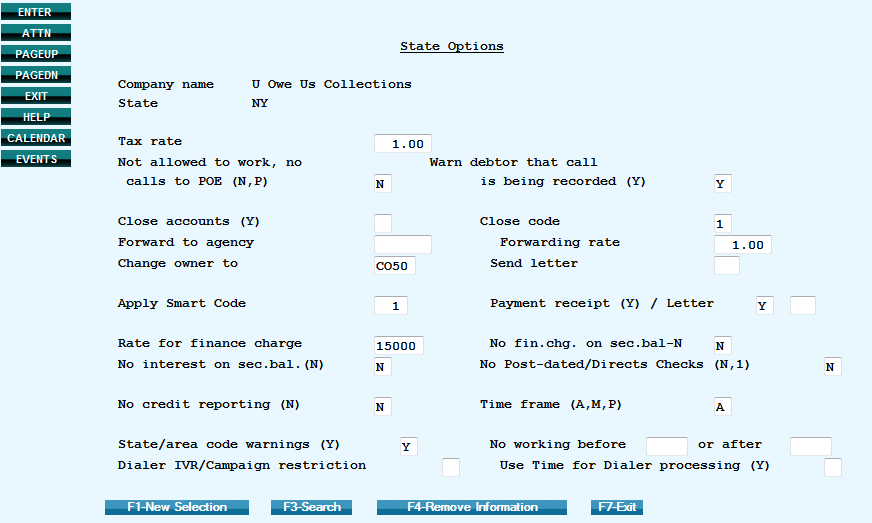 ENTER
ATTN
PAGEUP
PAGEDN
EXIT
HELP
CALENDAR
EVENTS
State Options
Company name U Owe Us Collections
State NY
Tax rate 1.00
Not allowed to work, no Warn debtor that call
calls to POE (N,P) N is being recorded (Y) Y
Close accounts (Y) Close code 1
Forward to agency Forwarding rate 1.00
Change owner to CO50 Send letter
Apply Smart Code 1 Payment receipt (Y) / Letter Y
Rate for finance charge 15000 No fin.chg. on sec.bal-N N
No interest on sec.bal.(N) N No Post-dated/Directs Checks (N,1) N
No credit reporting (N) N Time frame (A,M,P) A
State/area code warnings (Y) Y No working before or after
Dialer IVR/Campaign restriction Use Time for Dialer processing (Y)
F1-New Selection F3-Search F4-Remove Information F7-Exit